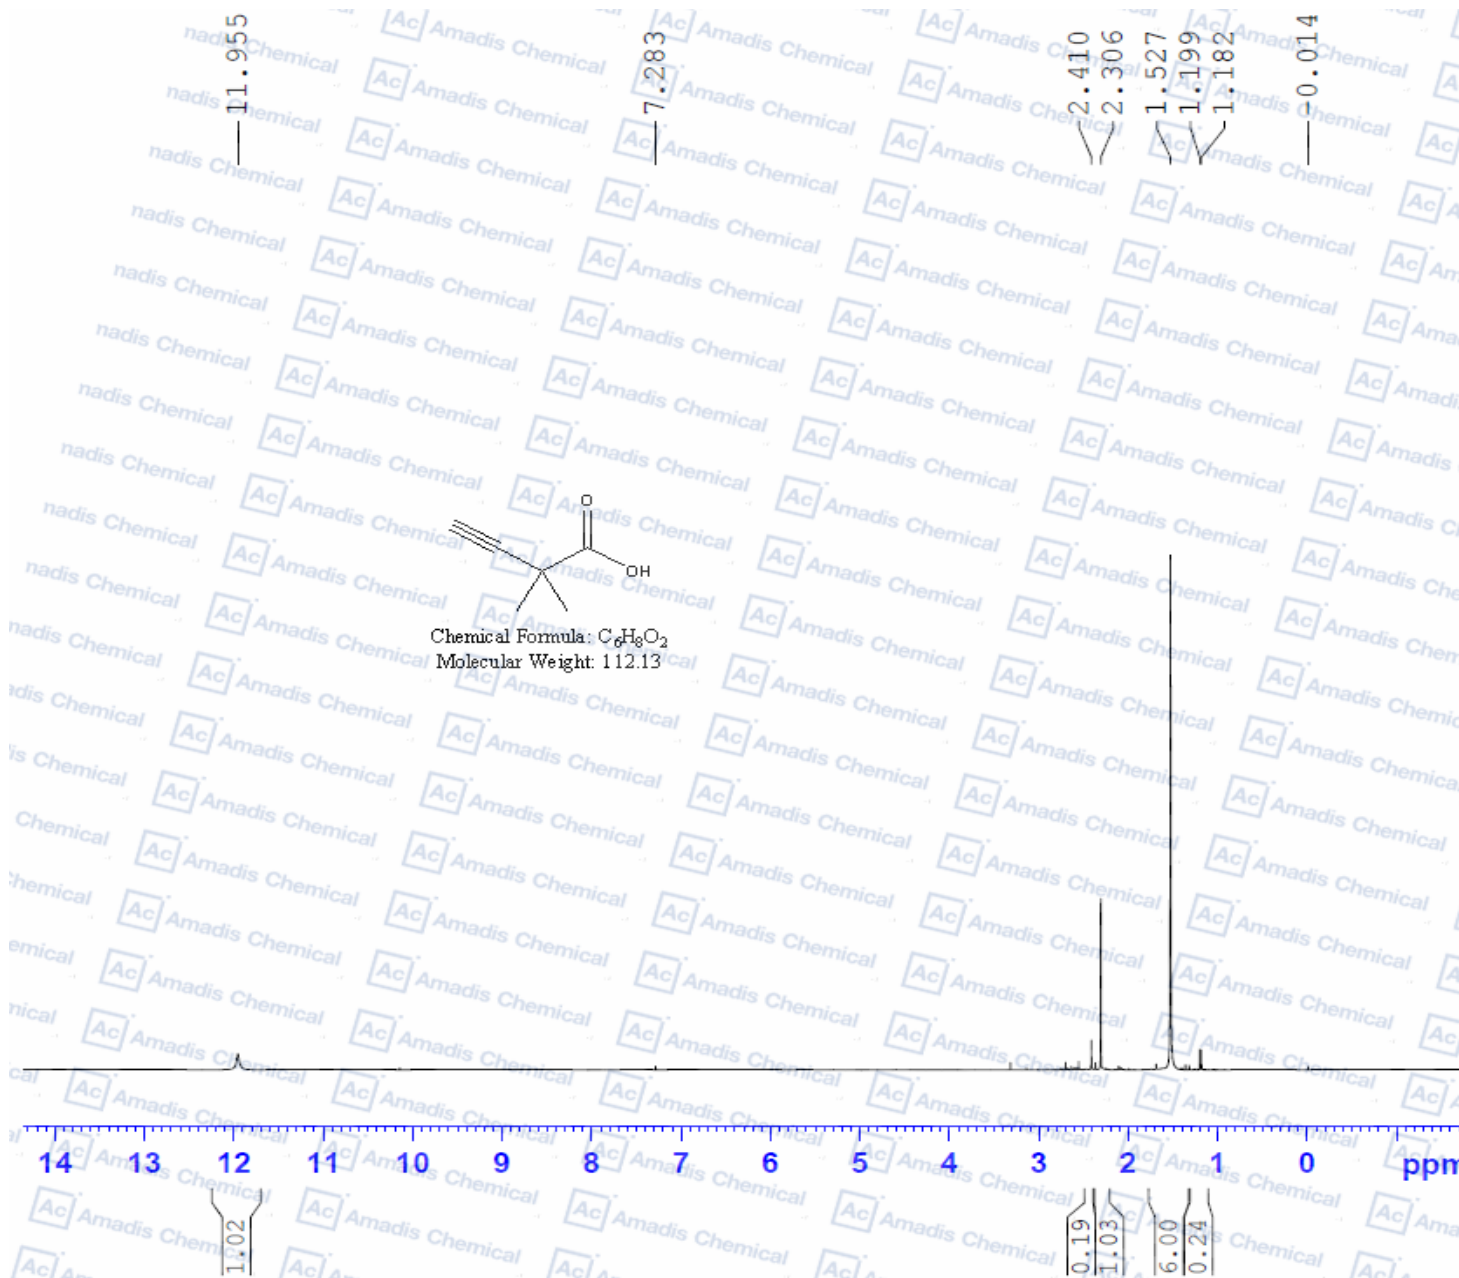 11.955
7.283
2.410
2.306
1.527
1.199
1.182
-0.014
O
OH
Chemical Formula: C6H8O2
Molecular Weight: 112.13
14 13 12 11 10 9 8 7 6 5 4 3 2 1 0 ppm
1.02
0.19
1.03
6.00
0.24
Ac Amadis Chemical